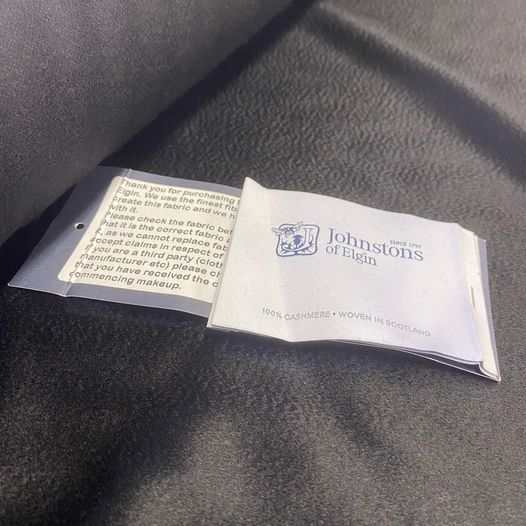 Thank you for purchasing
Elgin. We use the finest fib
create this fabric and we h
with it.
Please check the fabric be
that it is the correct fabric a
as we cannot replace fab
accept claims in respect of
If you are a third party (cloth
manufacturer etc) please ch
that you have received the c
commencing makeup.
SINCE 1797
Johnstons
of Elgin
100% CASHMERE • WOVEN IN SCOTLAND